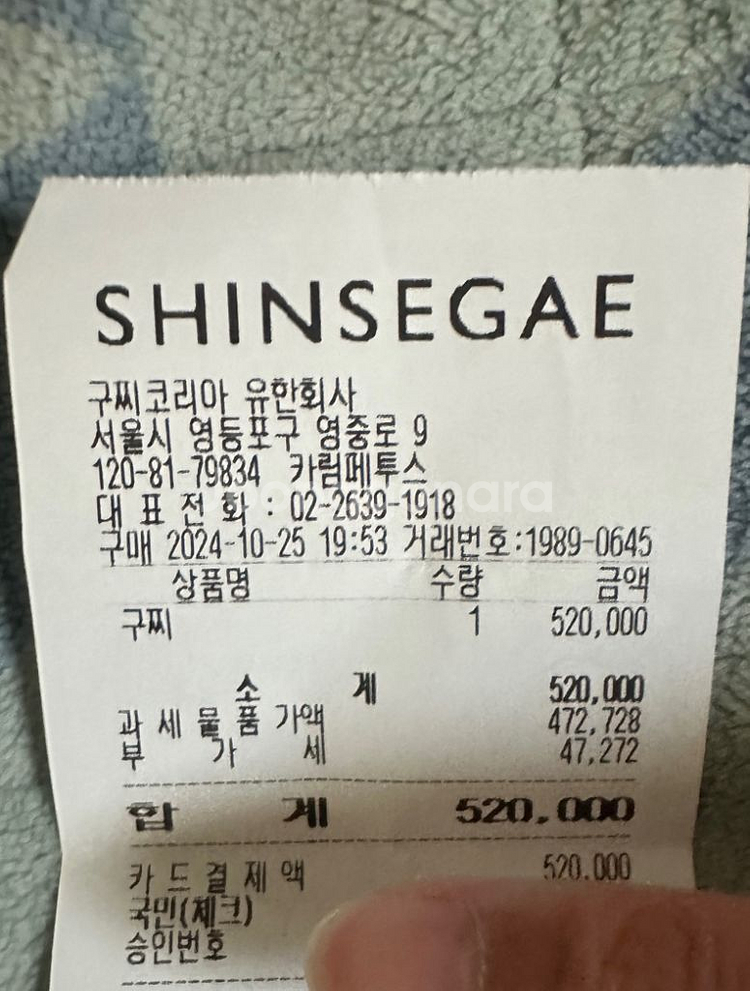 SHINSEGAE
구찌코리아 유한회사
서울시 영등포구 영중로 9
120-81-79834 카림페투스
대 표 전 화 : 02-2639-1918
구매 2024-10-25 19:53 거래번호:1989-0645
상품명 수량 금액
구찌 1 520,000
소 계 520,000
과 세 물 품 가액 472,728
부 가 세 47,272
합 계 520,000
카 드 결 제 액 520,000
국민(체크)
승인번호